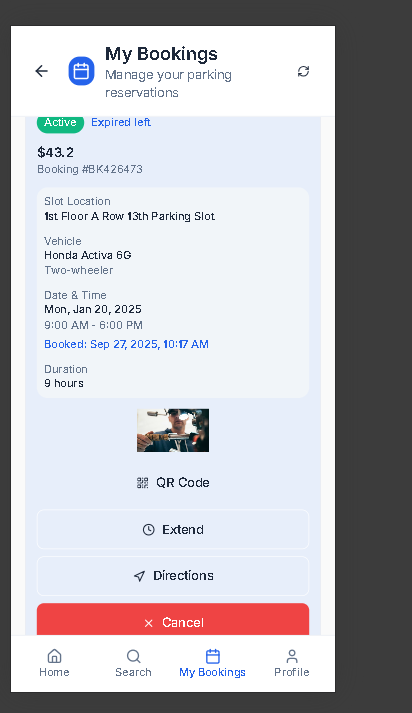 My Bookings
Manage your parking
reservations
Active Expired left
$43.2
Booking #BK426473
Slot Location
1st Floor A Row 13th Parking Slot
Vehicle
Honda Activa 6G
Two-wheeler
Date & Time
Mon, Jan 20, 2025
9:00 AM - 6:00 PM
Booked: Sep 27, 2025, 10:17 AM
Duration
9 hours
QR Code
Extend
Directions
Cancel
Home Search My Bookings Profile